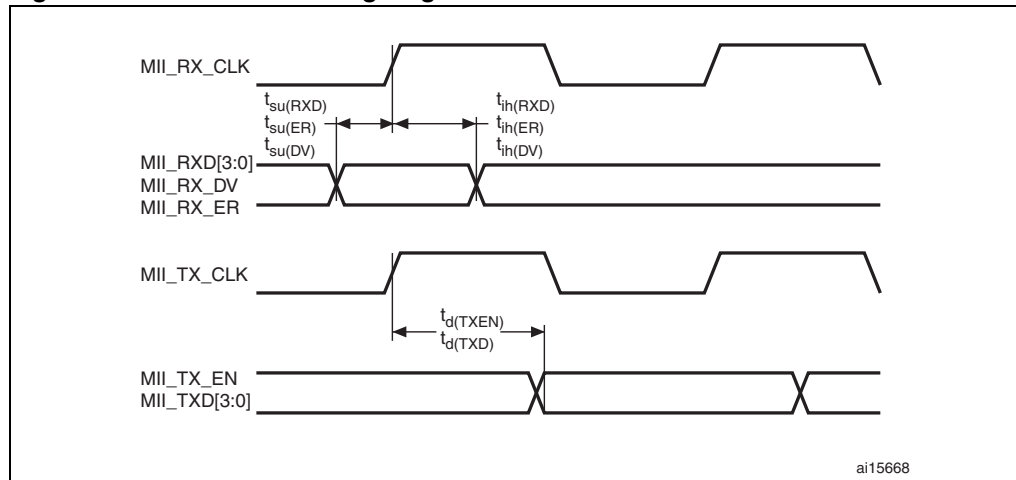 MII_RX_CLK
tsu(RXD)
tsu(ER)
tsu(DV)
tih(RXD)
tih(ER)
tih(DV)
MII_RXD[3:0]
MII_RX_DV
MII_RX_ER
MII_TX_CLK
td(TXEN)
td(TXD)
MII_TX_EN
MII_TXD[3:0]
ai15668